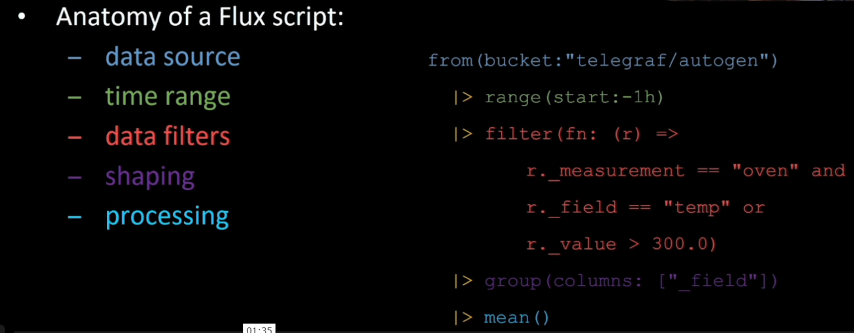 • Anatomy of a Flux script:
– data source
– time range
– data filters
– shaping
– processing
from(bucket:"telegraf/autogen")
|> range(start:-1h)
|> filter(fn: (r) =>
r._measurement == "oven" and
r._field == "temp" or
r._value > 300.0)
|> group(columns: ["_field"])
|> mean()
01:35